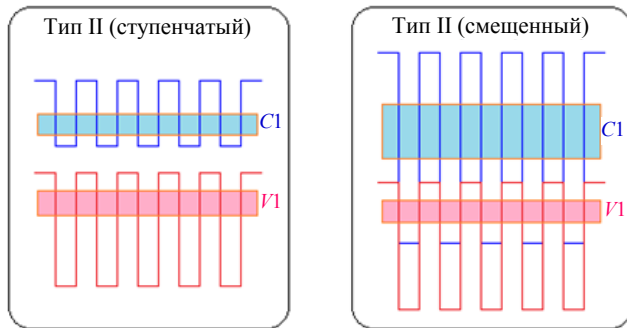 Тип II (ступенчатый)
C1
V1
Тип II (смещенный)
C1
V1